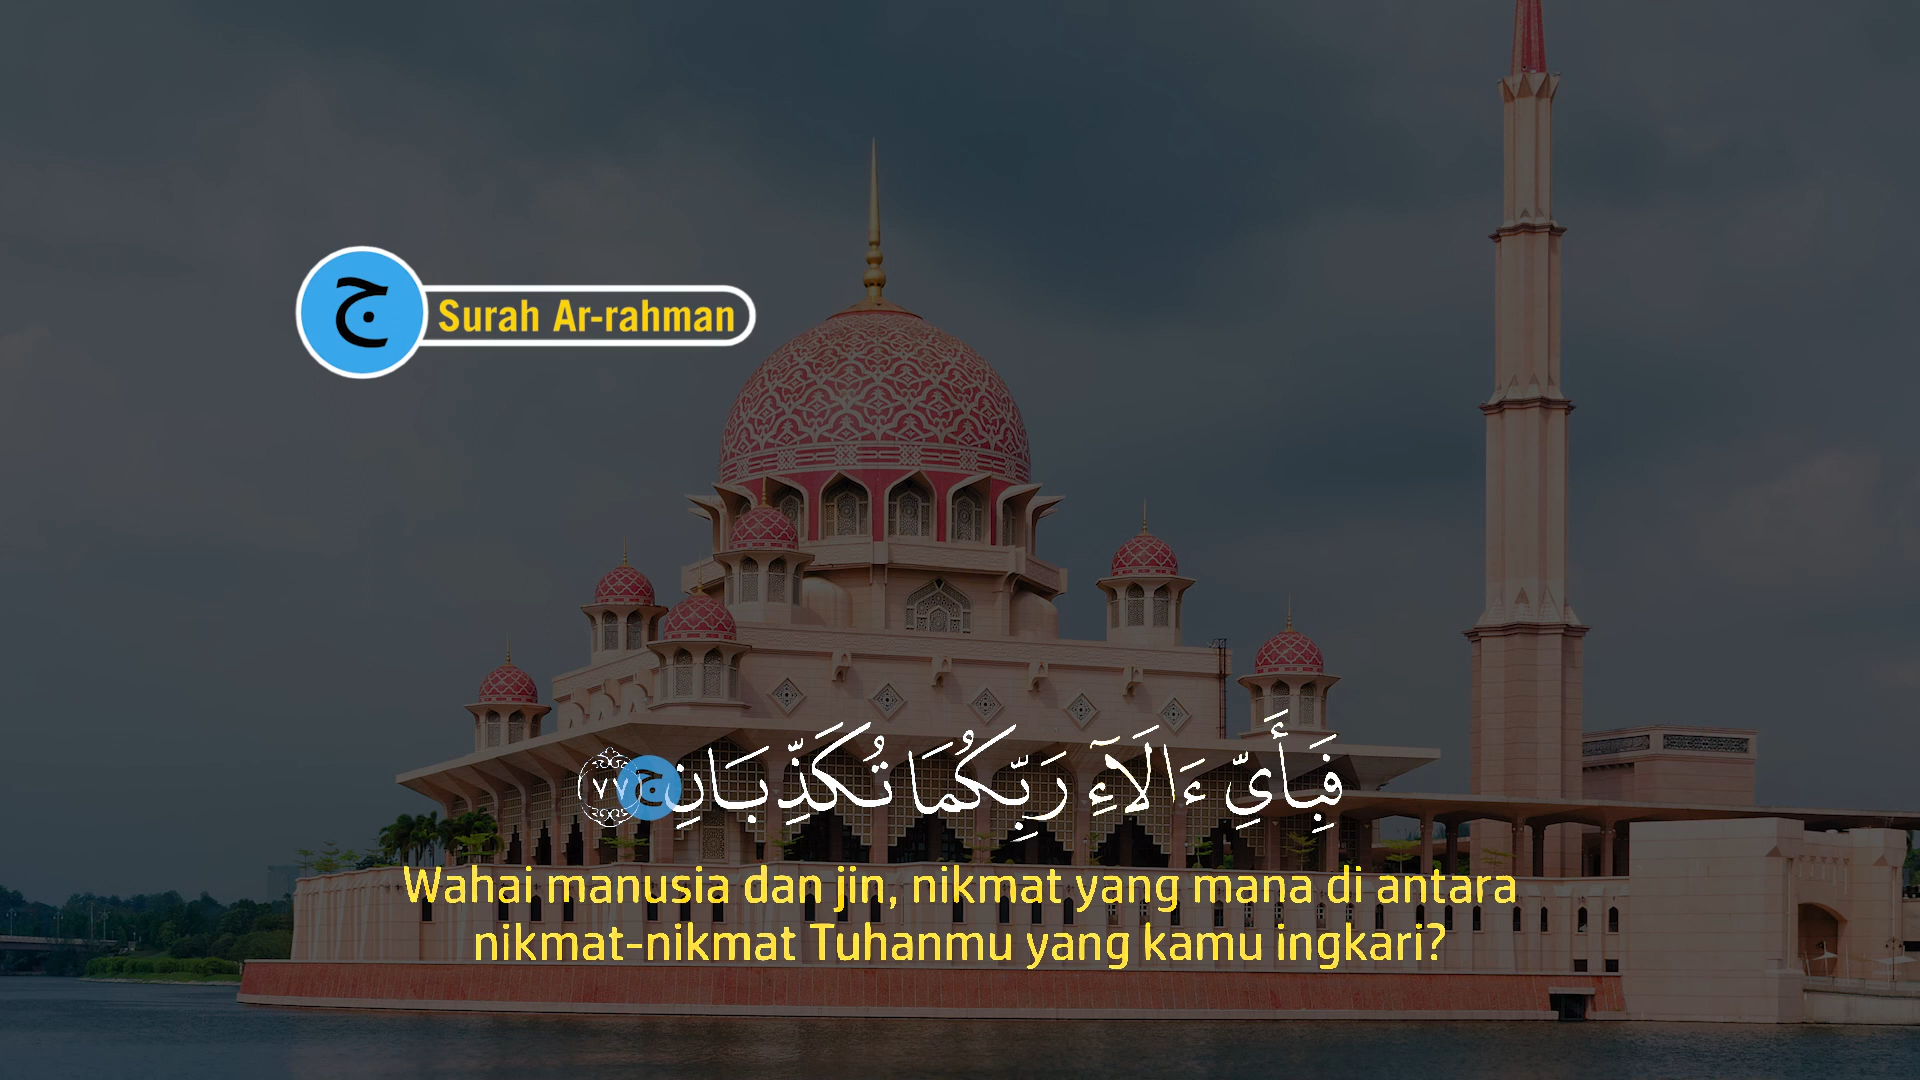 ج
Surah Ar-rahman
فَبِأَيِّ ءَالَآءِ رَبِّكُمَا تُكَذِّبَانِ ٧٧
ج
Wahai manusia dan jin, nikmat yang mana di antara
nikmat-nikmat Tuhanmu yang kamu ingkari?